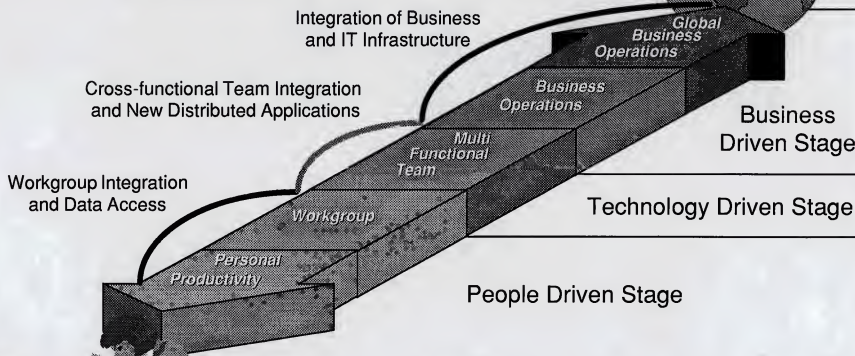 Integration of Business
and IT Infrastructure
Global
Business
Operations
Cross-functional Team Integration
and New Distributed Applications
Business
Operations
Business
Driven Stage
Multi
Functional
Team
Workgroup Integration
and Data Access
Technology Driven Stage
Workgroup
Personal
Productivity
People Driven Stage